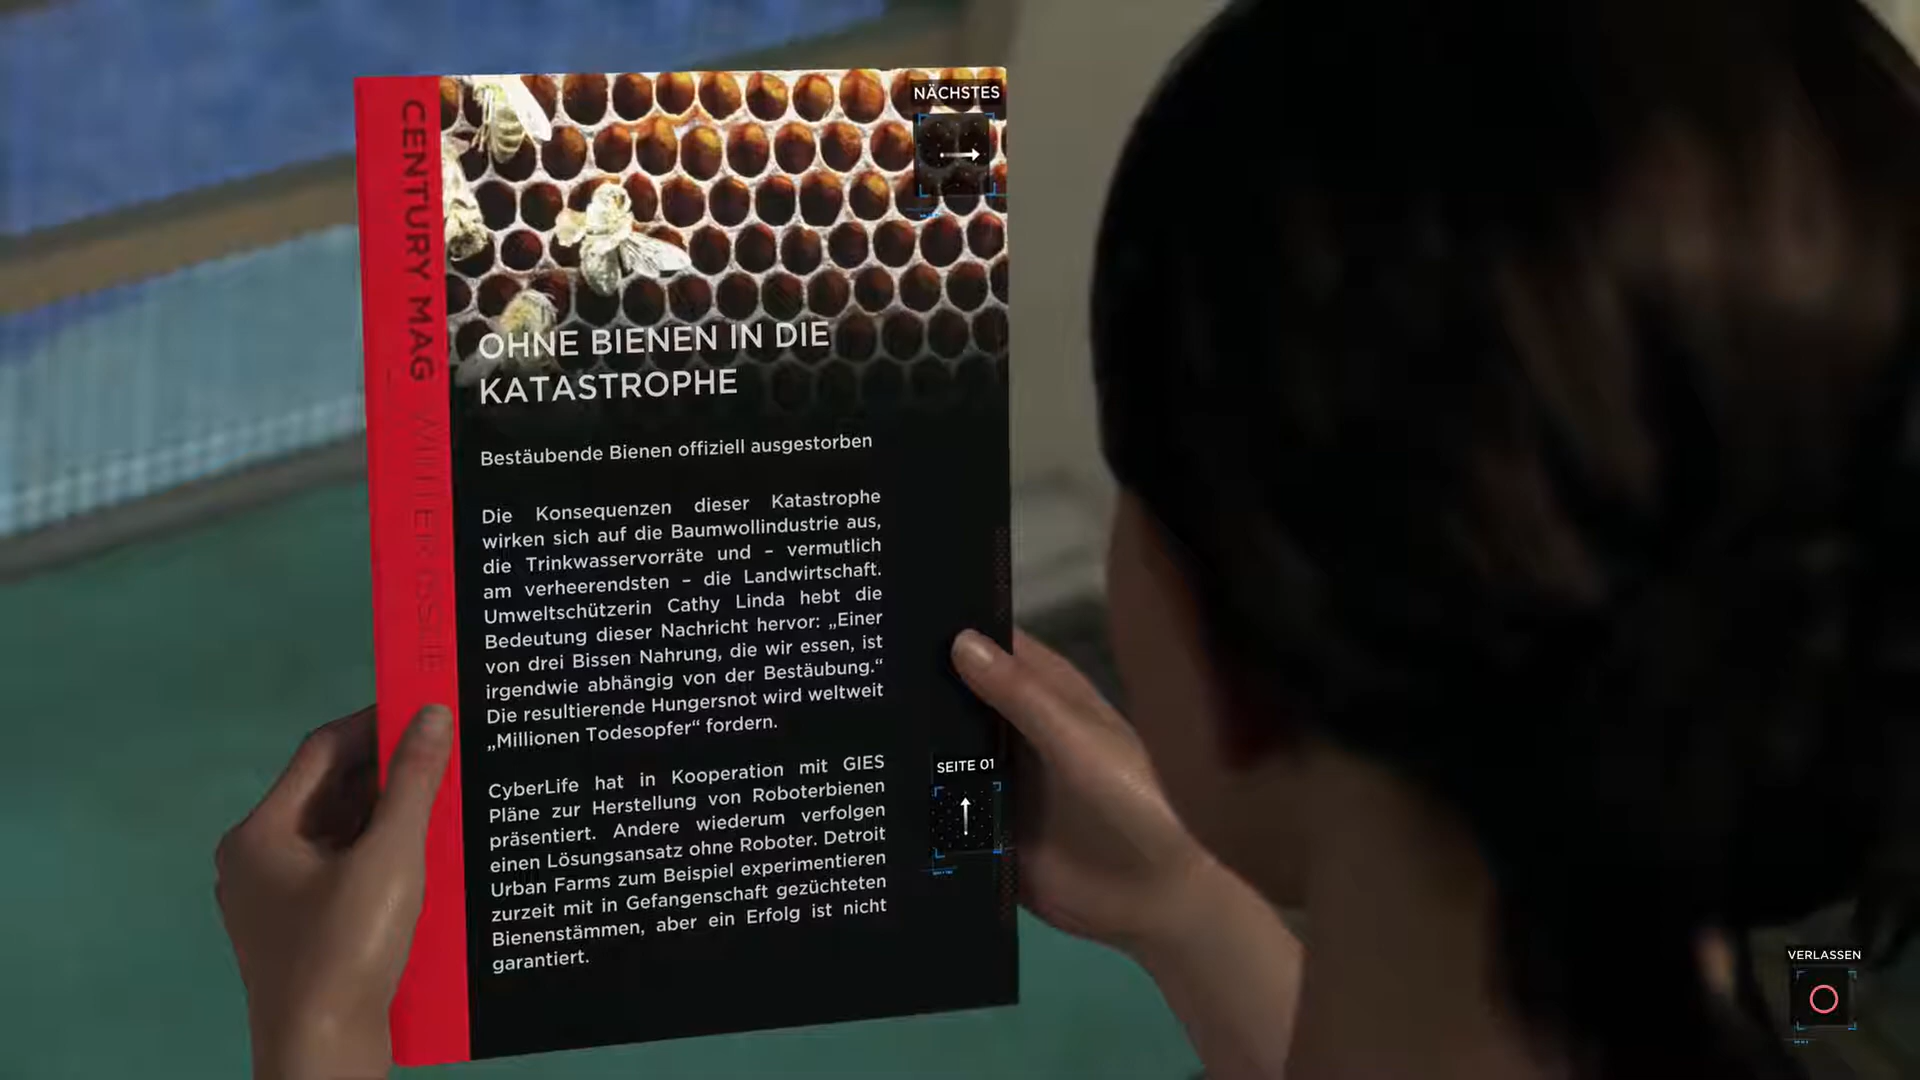 CENTURY MAG
WINTER ISSUE
NÄCHSTES
OHNE BIENEN IN DIE
KATASTROPHE
Bestäubende Bienen offiziell ausgestorben
Die Konsequenzen dieser Katastrophe
wirken sich auf die Baumwollindustrie aus,
die Trinkwasservorräte und – vermutlich
am verheerendsten – die Landwirtschaft.
Umweltschützerin Cathy Linda hebt die
Bedeutung dieser Nachricht hervor: „Einer
von drei Bissen Nahrung, die wir essen, ist
irgendwie abhängig von der Bestäubung.“
Die resultierende Hungersnot wird weltweit
„Millionen Todesopfer“ fordern.
CyberLife hat in Kooperation mit GIES
Pläne zur Herstellung von Roboterbienen
präsentiert. Andere wiederum verfolgen
einen Lösungsansatz ohne Roboter. Detroit
Urban Farms zum Beispiel experimentieren
zurzeit mit in Gefangenschaft gezüchteten
Bienenstämmen, aber ein Erfolg ist nicht
garantiert.
SEITE 01
VERLASSEN